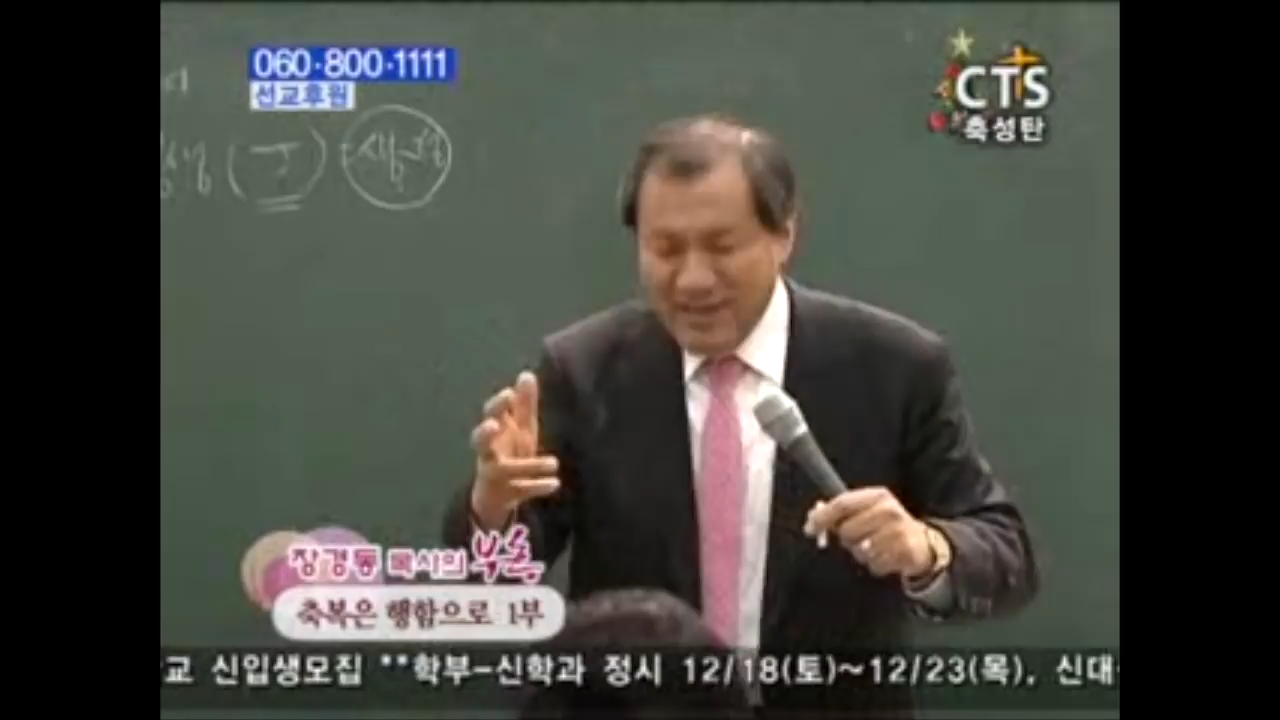 060·800·1111
선교후원
CTS
축성탄
생
장경동 목사의
축복은 행함으로 1부
교 신입생모집 **학부-신학과 정시 12/18(토)~12/23(목), 신대